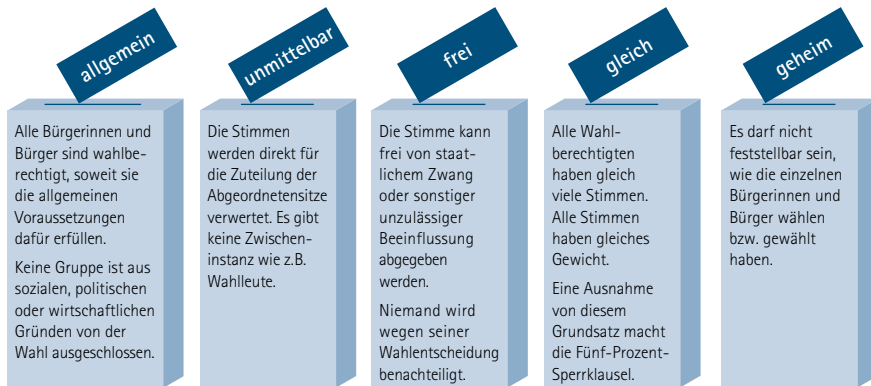 allgemein
Alle Bürgerinnen und
Bürger sind wahlbe-
rechtigt, soweit sie
die allgemeinen
Voraussetzungen
dafür erfüllen.
Keine Gruppe ist aus
sozialen, politischen
oder wirtschaftlichen
Gründen von der
Wahl ausgeschlossen.
unmittelbar
Die Stimmen
werden direkt für
die Zuteilung der
Abgeordnetensitze
verwertet. Es gibt
keine Zwischen-
instanz wie z.B.
Wahlleute.
frei
Die Stimme kann
frei von staat-
lichem Zwang
oder sonstiger
unzulässiger
Beeinflussung
abgegeben
werden.
Niemand wird
wegen seiner
Wahlentscheidung
benachteiligt.
gleich
Alle Wahl-
berechtigten
haben gleich
viele Stimmen.
Alle Stimmen
haben gleiches
Gewicht.
Eine Ausnahme
von diesem
Grundsatz macht
die Fünf-Prozent-
Sperrklausel.
geheim
Es darf nicht
feststellbar sein,
wie die einzelnen
Bürgerinnen und
Bürger wählen
bzw. gewählt
haben.